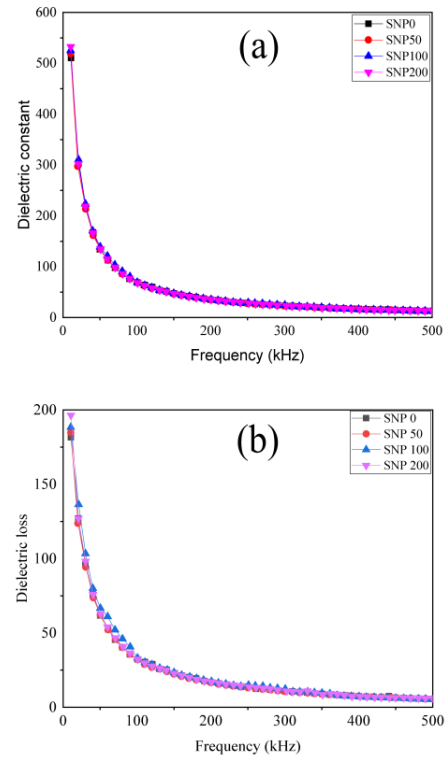 (a)
SNP0
SNP50
SNP100
SNP200
600
500
400
300
200
100
0
Dielectric constant
0 100 200 300 400 500
Frequency (kHz)
(b)
SNP 0
SNP 50
SNP 100
SNP 200
200
150
100
50
0
Dielectric loss
0 100 200 300 400 500
Frequency (kHz)